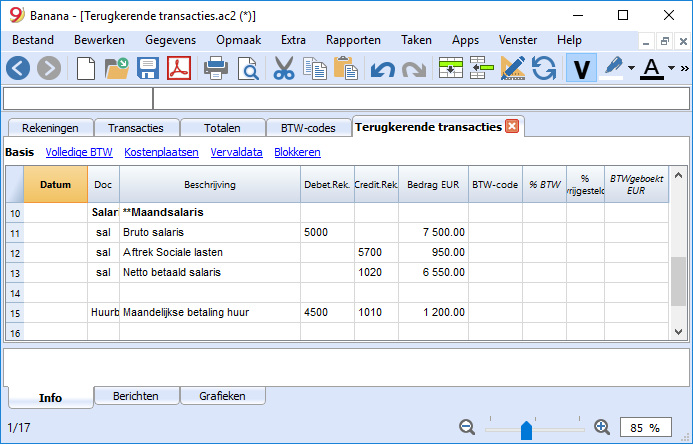 Banana - [Terugkerende transacties.ac2 (*)]
Bestand Bewerken Gegevens Opmaak Extra Rapporten Taken Apps Venster Help
V A »
Rekeningen Transacties Totalen BTW-codes Terugkerende transacties
Basis Volledige BTW Kostenplaatsen Vervaldata Blokkeren
Datum Doc Beschrijving Debet.Rek. Credit.Rek. Bedrag EUR BTW-code % BTW % vrijgesteld BTWgeboekt EUR
10 Salari **Maandsalaris
11 sal Bruto salaris 5000 7 500.00
12 sal Aftrek Sociale lasten 5700 950.00
13 sal Netto betaald salaris 1020 6 550.00
14
15 Huurb Maandelijkse betaling huur 4500 1010 1 200.00
16
Info Berichten Grafieken
1/17 85 %